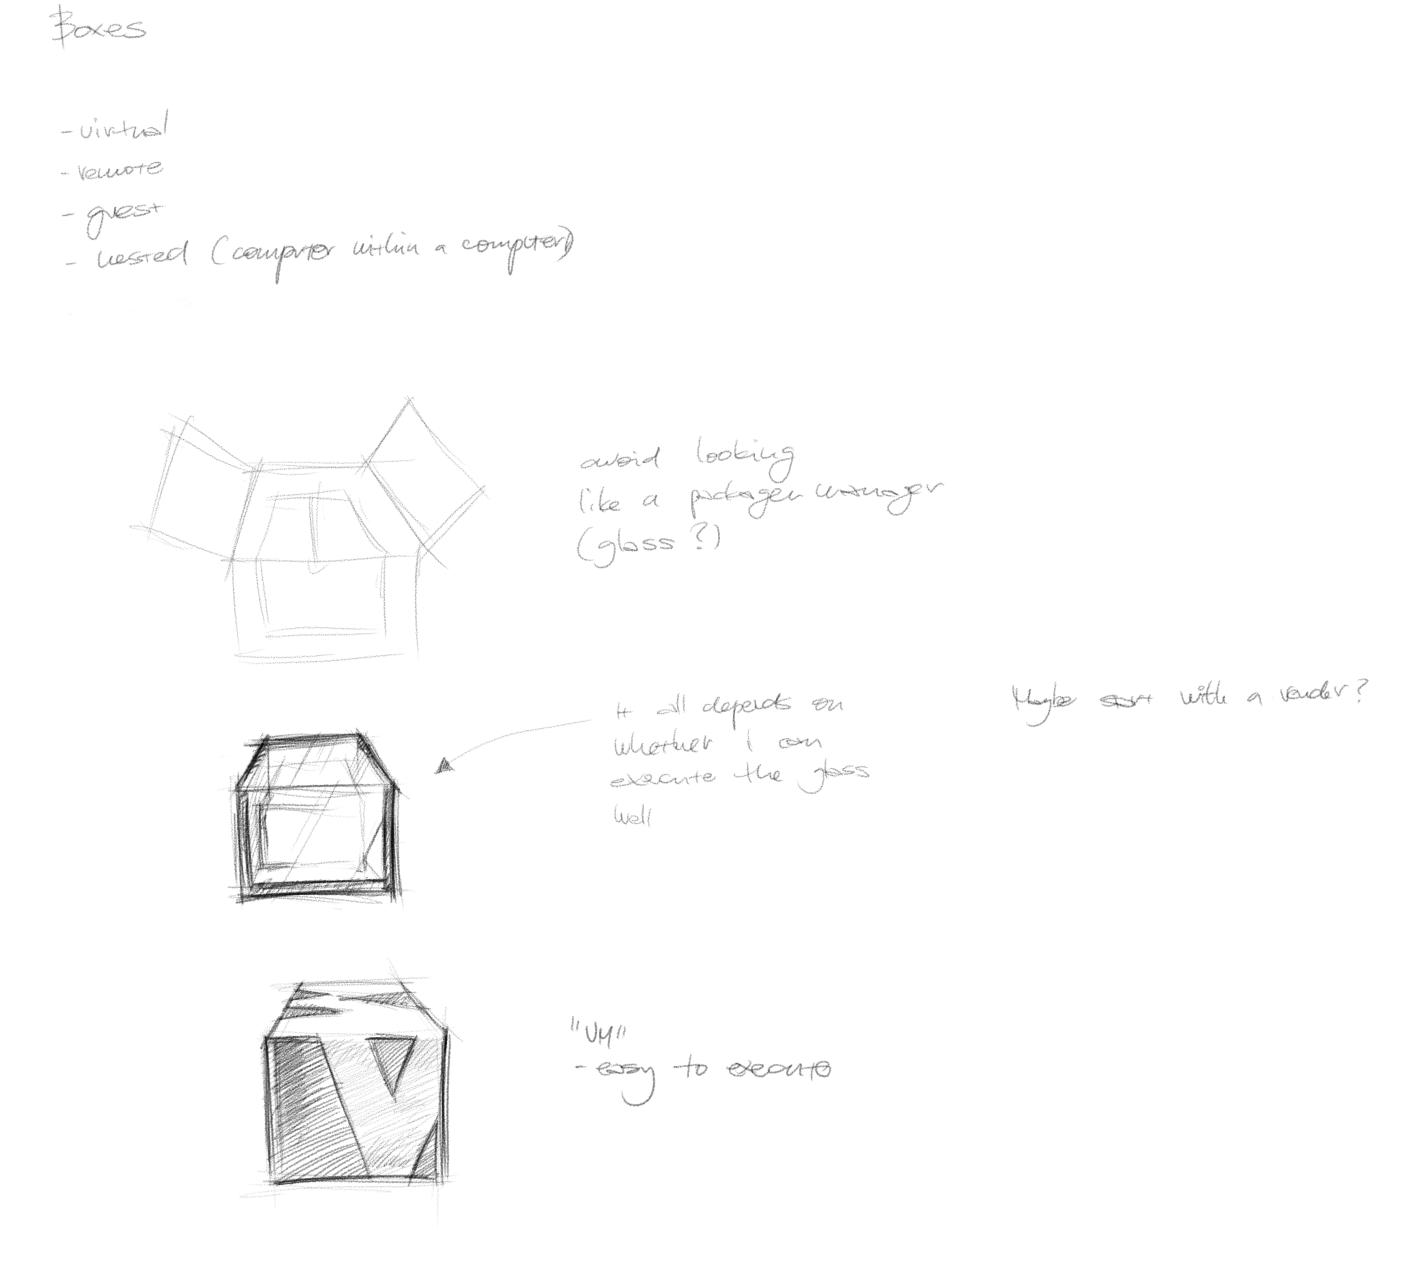 Boxes
- virtual
- remote
- guest
- nested (computer within a computer)
avoid looking
like a packager manager
(glass?)
It all depends on
whether I can
execute the glass
well
Maybe start with a render?
"VM"
- easy to execute